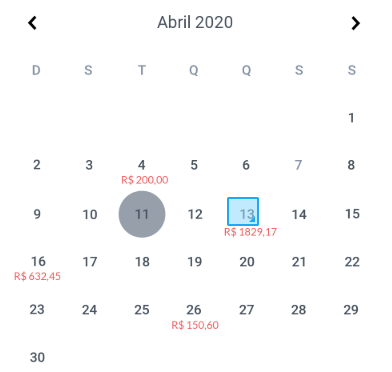 Abril 2020
D S T Q Q S S
1
2 3 4 5 6 7 8
R$ 200,00
9 10 11 12 13 14 15
R$ 1829,17
16 17 18 19 20 21 22
R$ 632,45
23 24 25 26 27 28 29
R$ 150,60
30